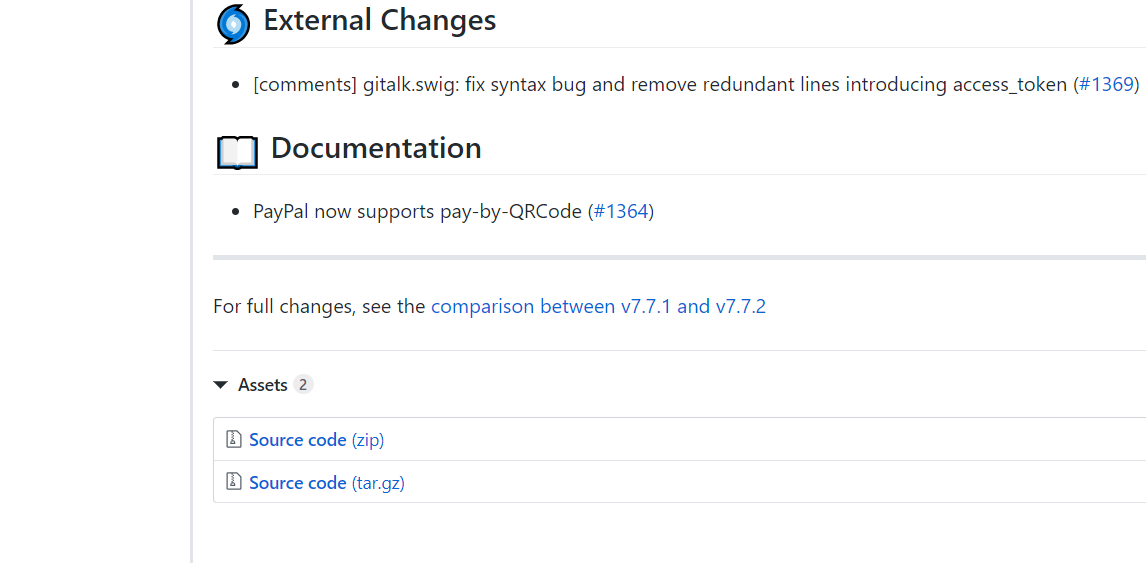 External Changes
[comments] gitalk.swig: fix syntax bug and remove redundant lines introducing access_token (#1369)
Documentation
PayPal now supports pay-by-QRCode (#1364)
For full changes, see the comparison between v7.7.1 and v7.7.2
Assets 2
Source code (zip)
Source code (tar.gz)